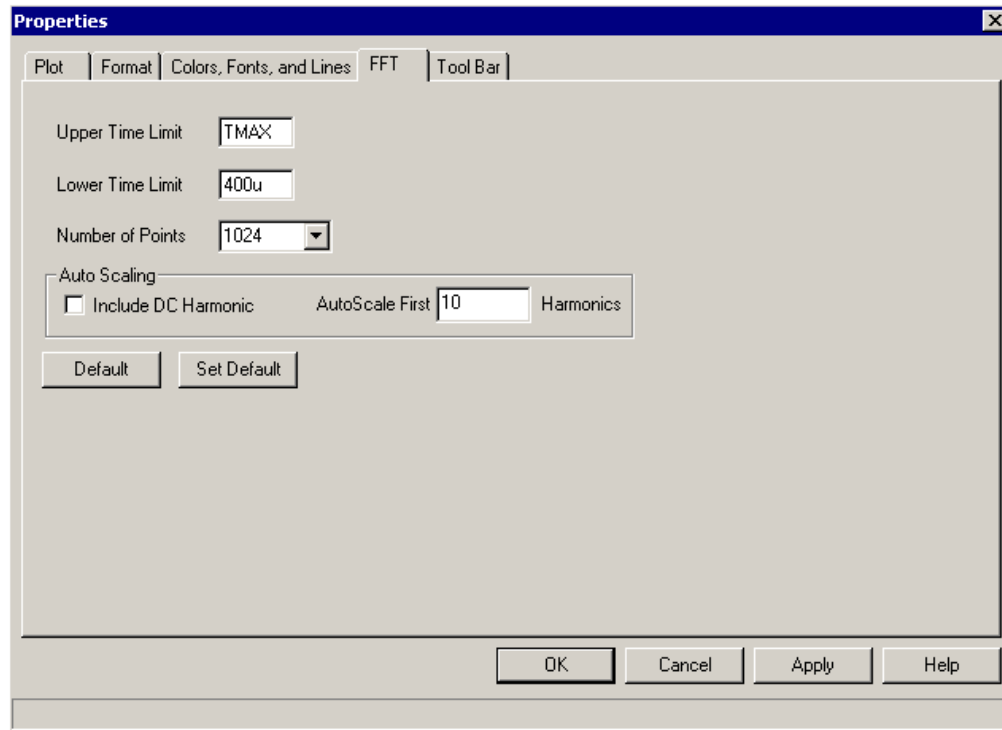 Properties
Plot Format Colors, Fonts, and Lines FFT Tool Bar
Upper Time Limit TMAX
Lower Time Limit 400u
Number of Points 1024
Auto Scaling
Include DC Harmonic AutoScale First 10 Harmonics
Default Set Default
OK Cancel Apply Help